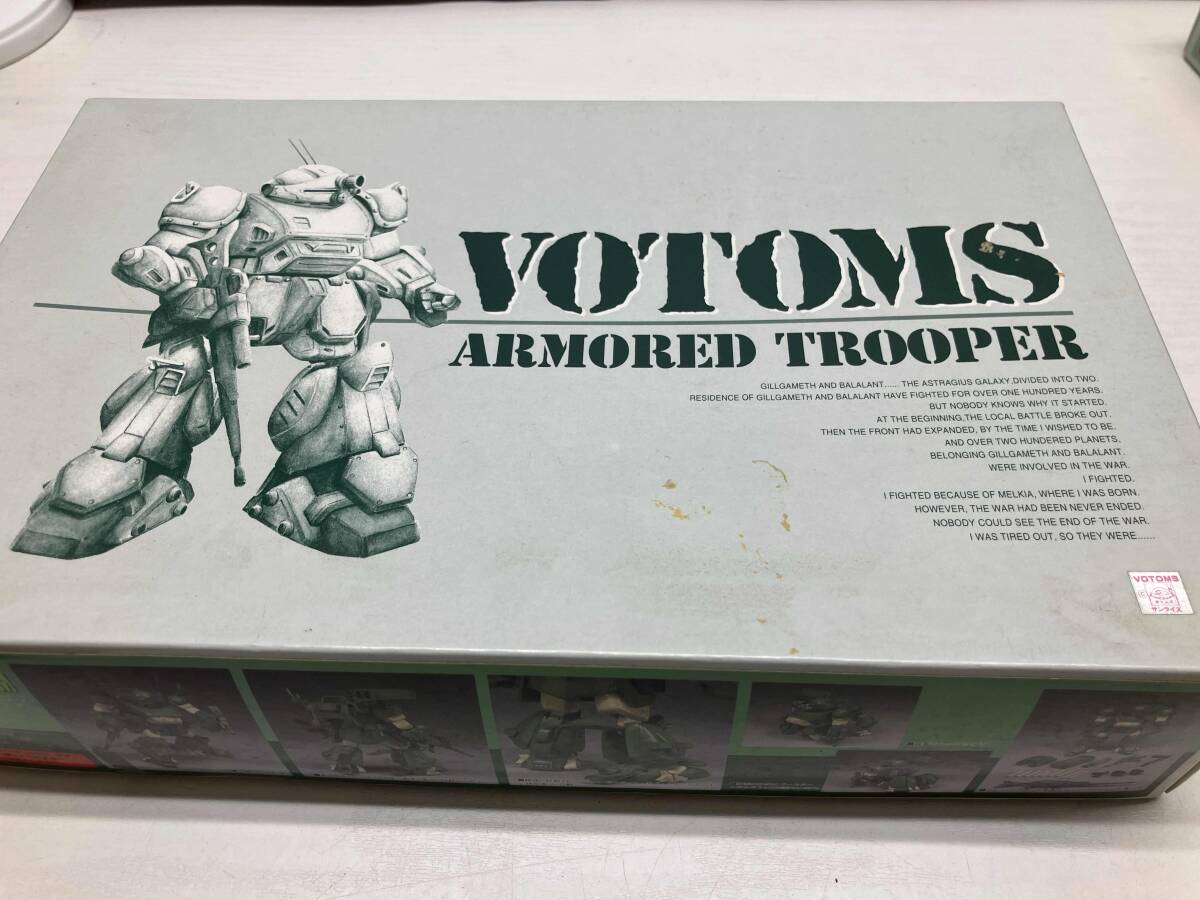 VOTOMS
ARMORED TROOPER
GILLGAMETH AND BALALANT...... THE ASTRAGIUS GALAXY,DIVIDED INTO TWO.
RESIDENCE OF GILLGAMETH AND BALALANT HAVE FIGHTED FOR OVER ONE HUNDRED YEARS.
BUT NOBODY KNOWS WHY IT STARTED.
AT THE BEGINNING,THE LOCAL BATTLE BROKE OUT.
THEN THE FRONT HAD EXPANDED, BY THE TIME I WISHED TO BE.
AND OVER TWO HUNDERED PLANETS,
BELONGING GILLGAMETH AND BALALANT.
WERE INVOLVED IN THE WAR.
I FIGHTED.
I FIGHTED BECAUSE OF MELKIA, WHERE I WAS BORN.
HOWEVER, THE WAR HAD BEEN NEVER ENDED.
NOBODY COULD SEE THE END OF THE WAR.
I WAS TIRED OUT, SO THEY WERE......
VOTOMS
サンライズ